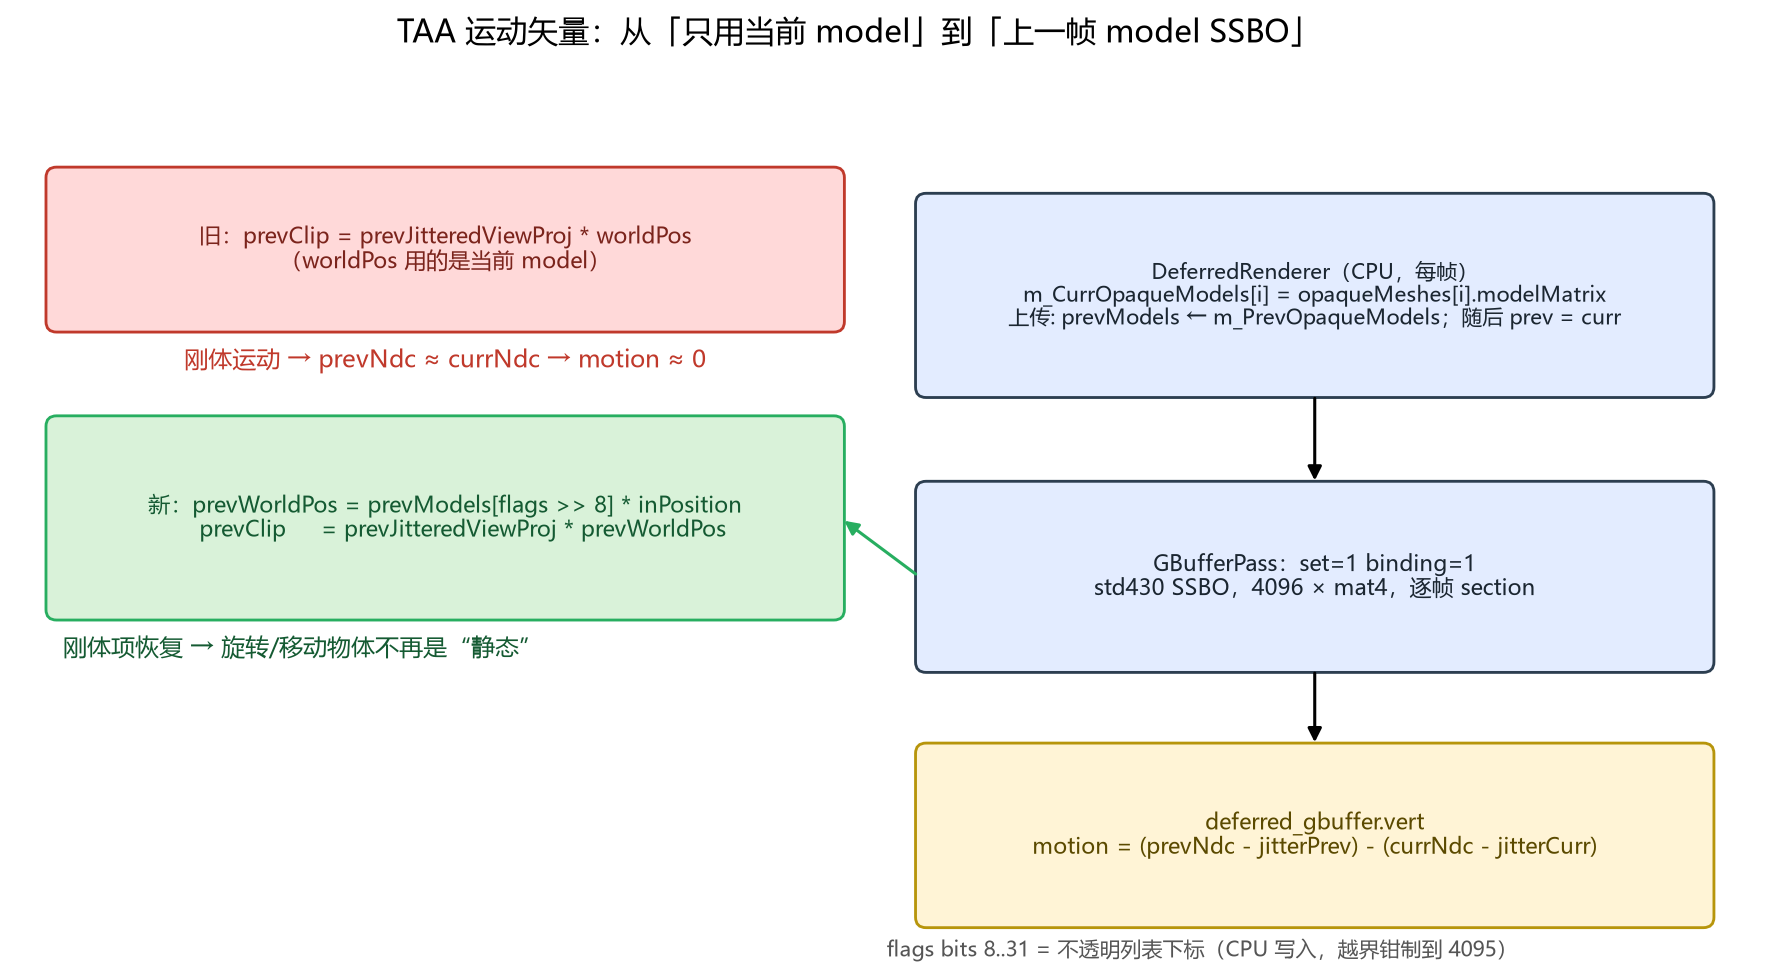 TAA 运动矢量：从「只用当前 model」到「上一帧 model SSBO」
旧：prevClip = prevJitteredViewProj * worldPos
（worldPos 用的是当前 model）
刚体运动 → prevNdc ≈ currNdc → motion ≈ 0
新：prevWorldPos = prevModels[flags >> 8] * inPosition
prevClip = prevJitteredViewProj * prevWorldPos
刚体项恢复 → 旋转/移动物体不再是“静态”
DeferredRenderer（CPU，每帧）
m_CurrOpaqueModels[i] = opaqueMeshes[i].modelMatrix
上传: prevModels ← m_PrevOpaqueModels；随后 prev = curr
GBufferPass：set=1 binding=1
std430 SSBO，4096 × mat4，逐帧 section
deferred_gbuffer.vert
motion = (prevNdc - jitterPrev) - (currNdc - jitterCurr)
flags bits 8..31 = 不透明列表下标（CPU 写入，越界钳制到 4095）